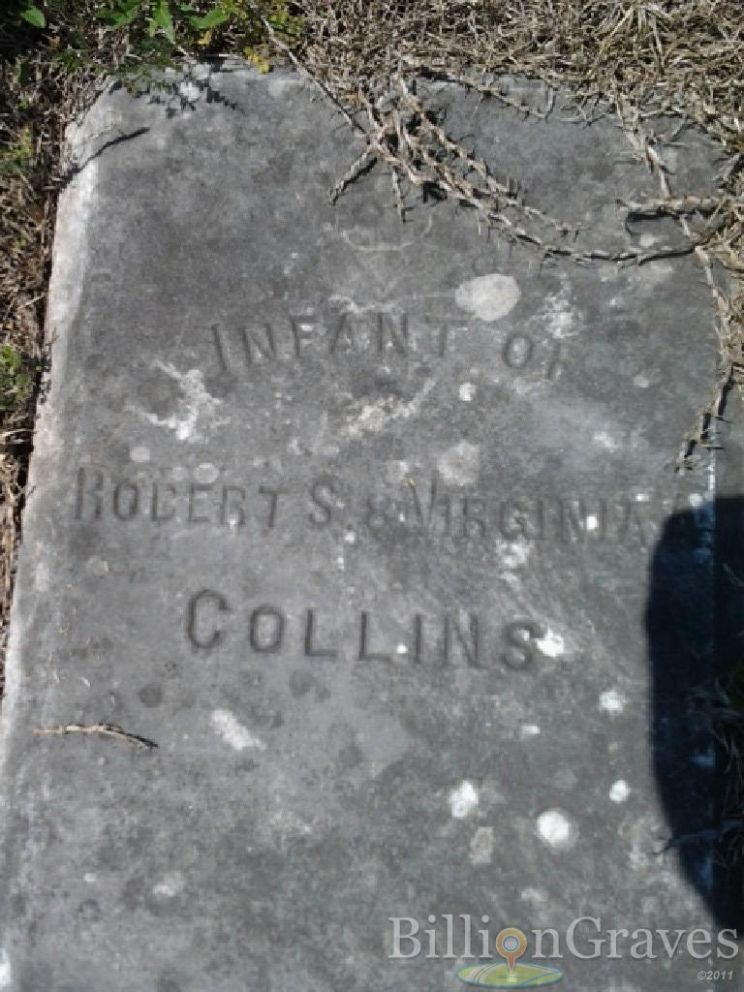 INFANT OF
ROBERT S. & VIRGINIA
COLLINS
BillionGraves
©2011